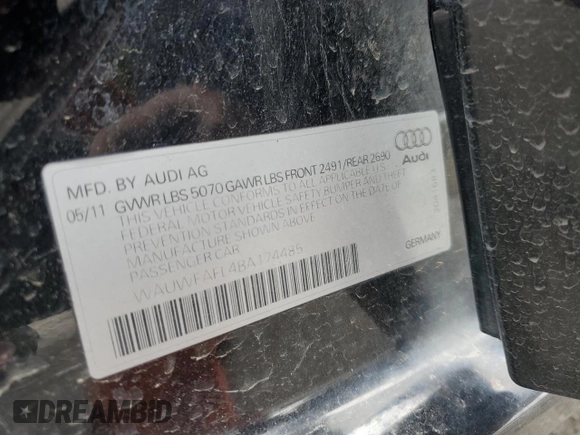 MFD. BY AUDI AG
05/11 GVWR LBS 5070 GAWR LBS FRONT 2491/REAR 2690
THIS VEHICLE CONFORMS TO ALL APPLICABLE US
FEDERAL MOTOR VEHICLE SAFETY BUMPER AND THEFT
PREVENTION STANDARDS IN EFFECT ON THE DATE OF
MANUFACTURE SHOWN ABOVE
PASSENGER CAR
WAUWFAFL4BA174485
Audi
GERMANY
DREAMBID